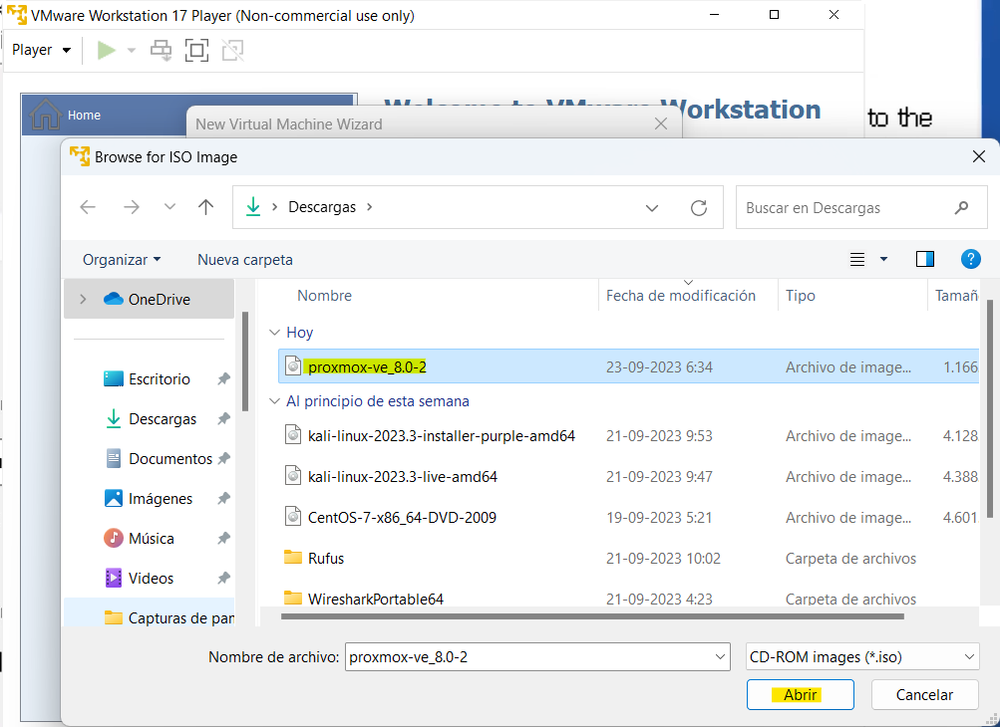 VMware Workstation 17 Player (Non-commercial use only)
Player
Home
Welcome to VMware Workstation
to the
New Virtual Machine Wizard
Browse for ISO Image
Descargas
Buscar en Descargas
Organizar Nueva carpeta
OneDrive
Escritorio
Descargas
Documentos
Imágenes
Música
Videos
Capturas de pan
Nombre Fecha de modificación Tipo Tamañ
Hoy
proxmox-ve_8.0-2 23-09-2023 6:34 Archivo de image... 1.166
Al principio de esta semana
kali-linux-2023.3-installer-purple-amd64 21-09-2023 9:53 Archivo de image... 4.128
kali-linux-2023.3-live-amd64 21-09-2023 9:47 Archivo de image... 4.388
CentOS-7-x86_64-DVD-2009 19-09-2023 5:21 Archivo de image... 4.601
Rufus 21-09-2023 10:02 Carpeta de archivos
WiresharkPortable64 21-09-2023 4:23 Carpeta de archivos
Nombre de archivo: proxmox-ve_8.0-2 CD-ROM images (*.iso)
Abrir Cancelar